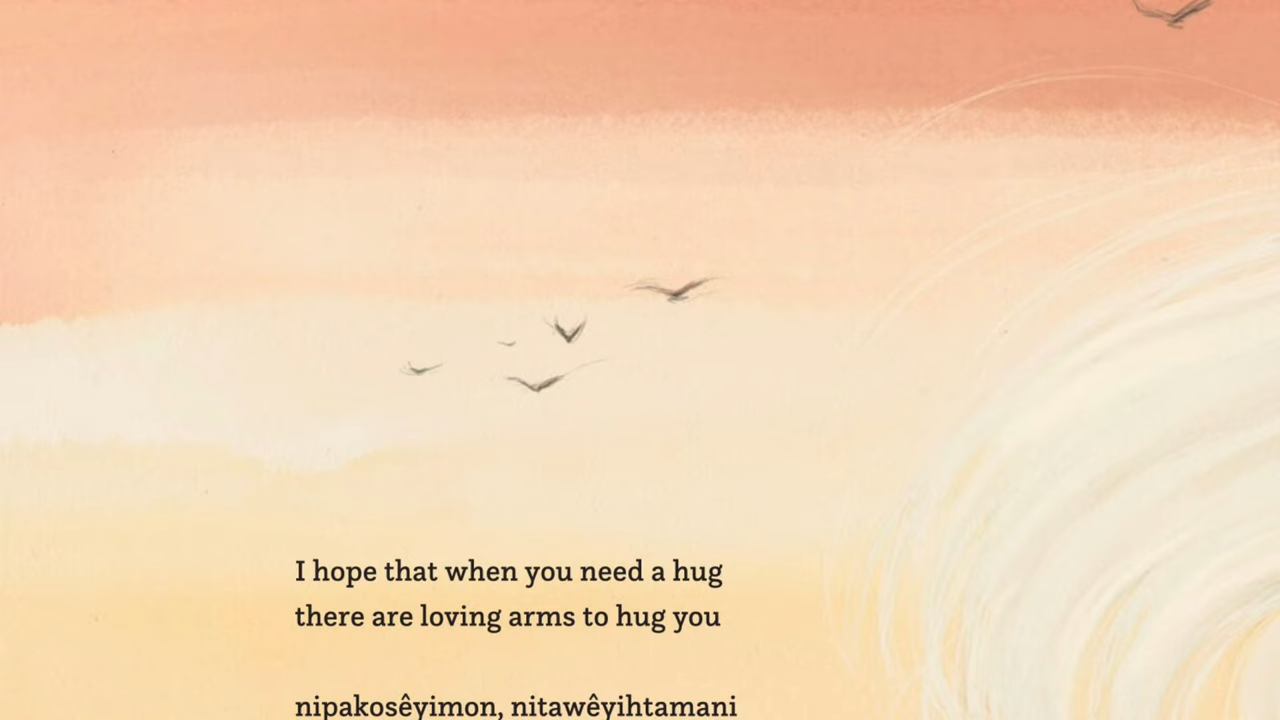 I hope that when you need a hug
there are loving arms to hug you
nipakosêyimon, nitawêyihtamani